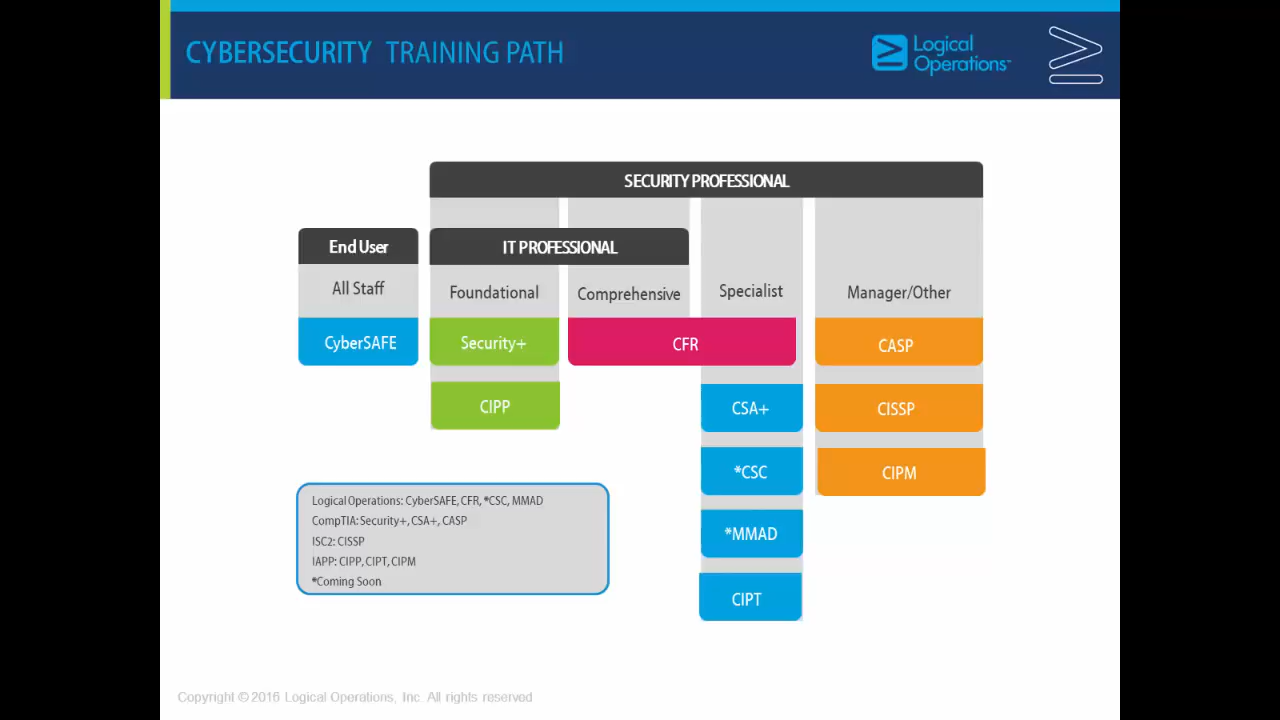 CYBERSECURITY TRAINING PATH
Logical
Operations™
SECURITY PROFESSIONAL
End User
IT PROFESSIONAL
All Staff
Foundational
Comprehensive
Specialist
Manager/Other
CyberSAFE
Security+
CFR
CASP
CIPP
CSA+
CISSP
*CSC
CIPM
*MMAD
CIPT
Logical Operations: CyberSAFE, CFR, *CSC, MMAD
CompTIA: Security+, CSA+, CASP
ISC2: CISSP
IAPP: CIPP, CIPT, CIPM
*Coming Soon
Copyright © 2016 Logical Operations, Inc. All rights reserved